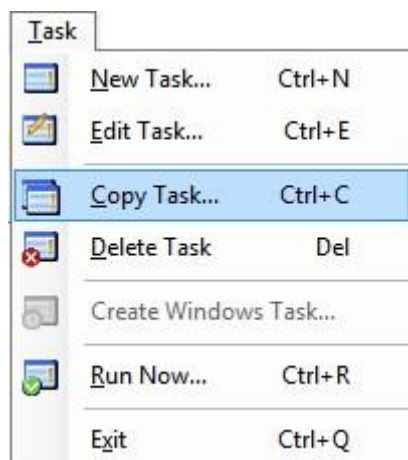 Task
New Task... Ctrl+N
Edit Task... Ctrl+E
Copy Task... Ctrl+C
Delete Task Del
Create Windows Task...
Run Now... Ctrl+R
Exit Ctrl+Q